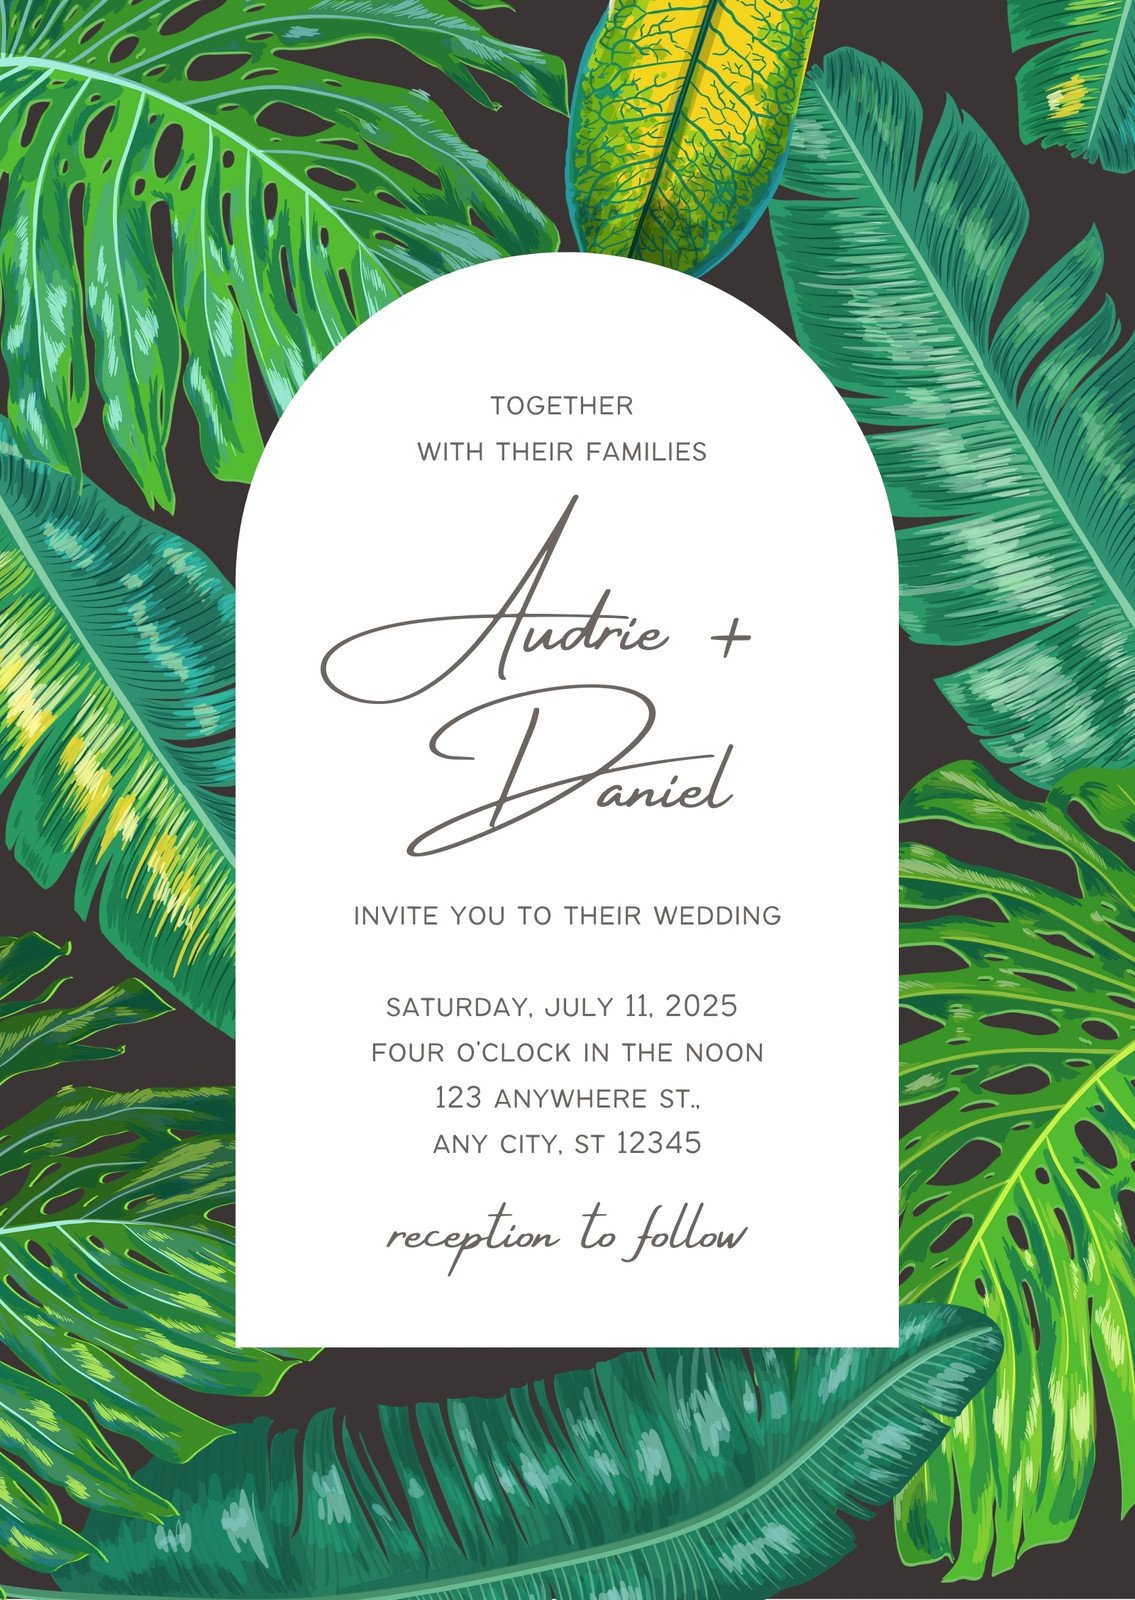 TOGETHER
WITH THEIR FAMILIES
Audrie +
Daniel
INVITE YOU TO THEIR WEDDING
SATURDAY, JULY 11, 2025
FOUR O'CLOCK IN THE NOON
123 ANYWHERE ST.,
ANY CITY, ST 12345
reception to follow